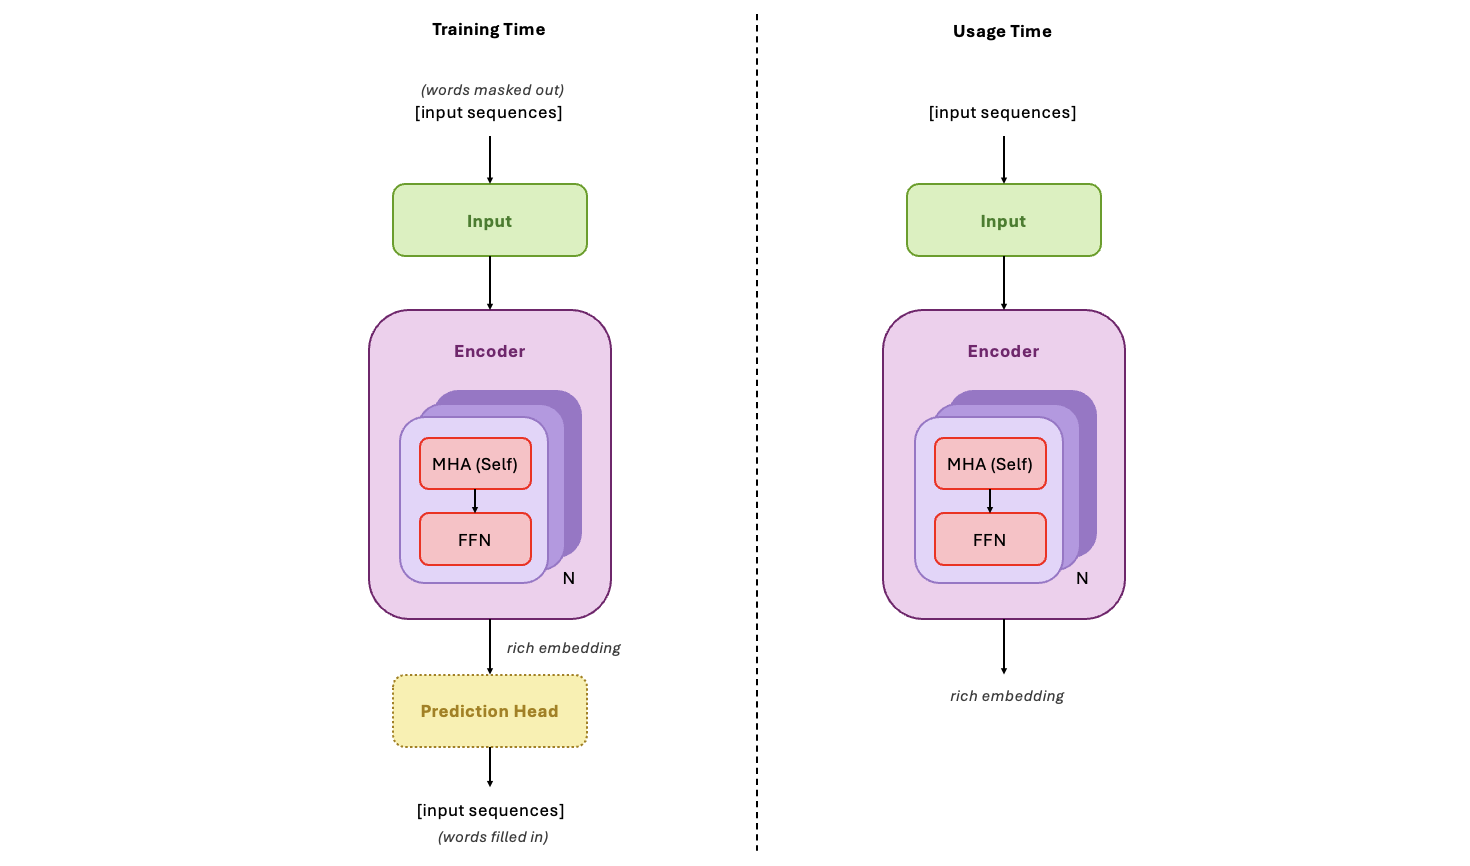 Training Time
(words masked out)
[input sequences]
Input
Encoder
MHA (Self)
FFN
N
rich embedding
Prediction Head
[input sequences]
(words filled in)
Usage Time
[input sequences]
Input
Encoder
MHA (Self)
FFN
N
rich embedding